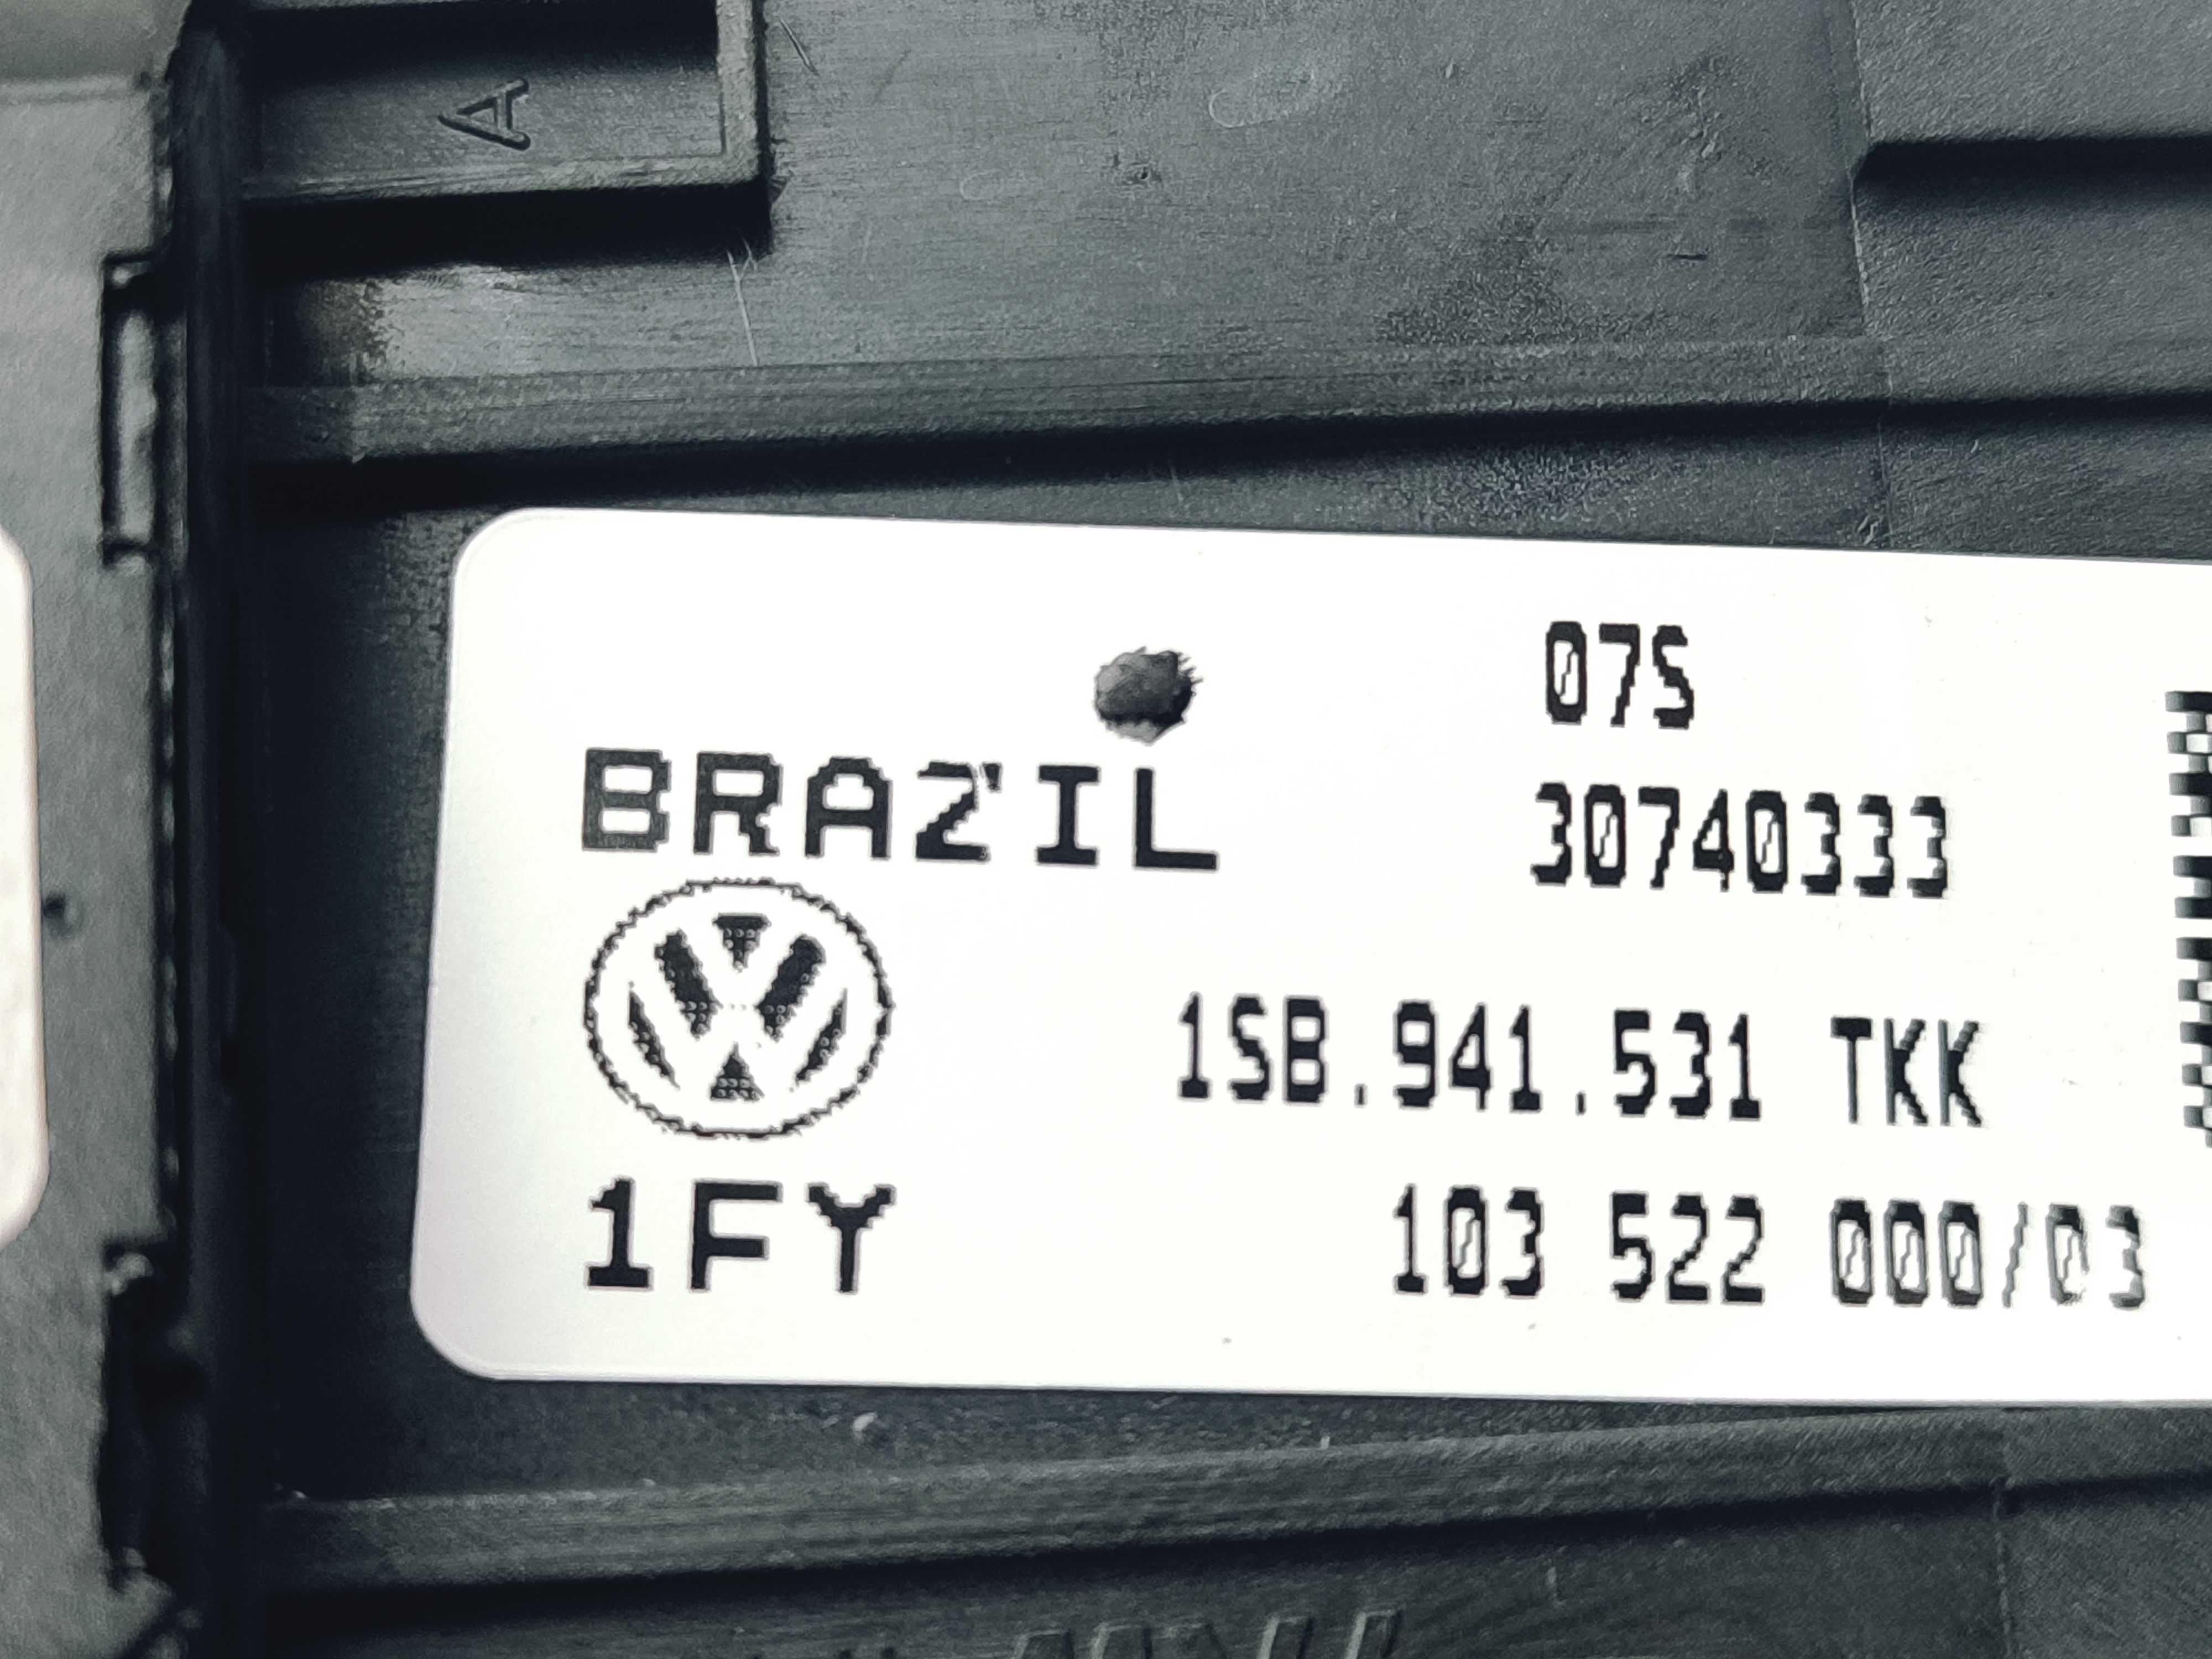 A
07S
BRAZIL
30740333
1SB.941.531 TKK
1FY
103 522 000/03